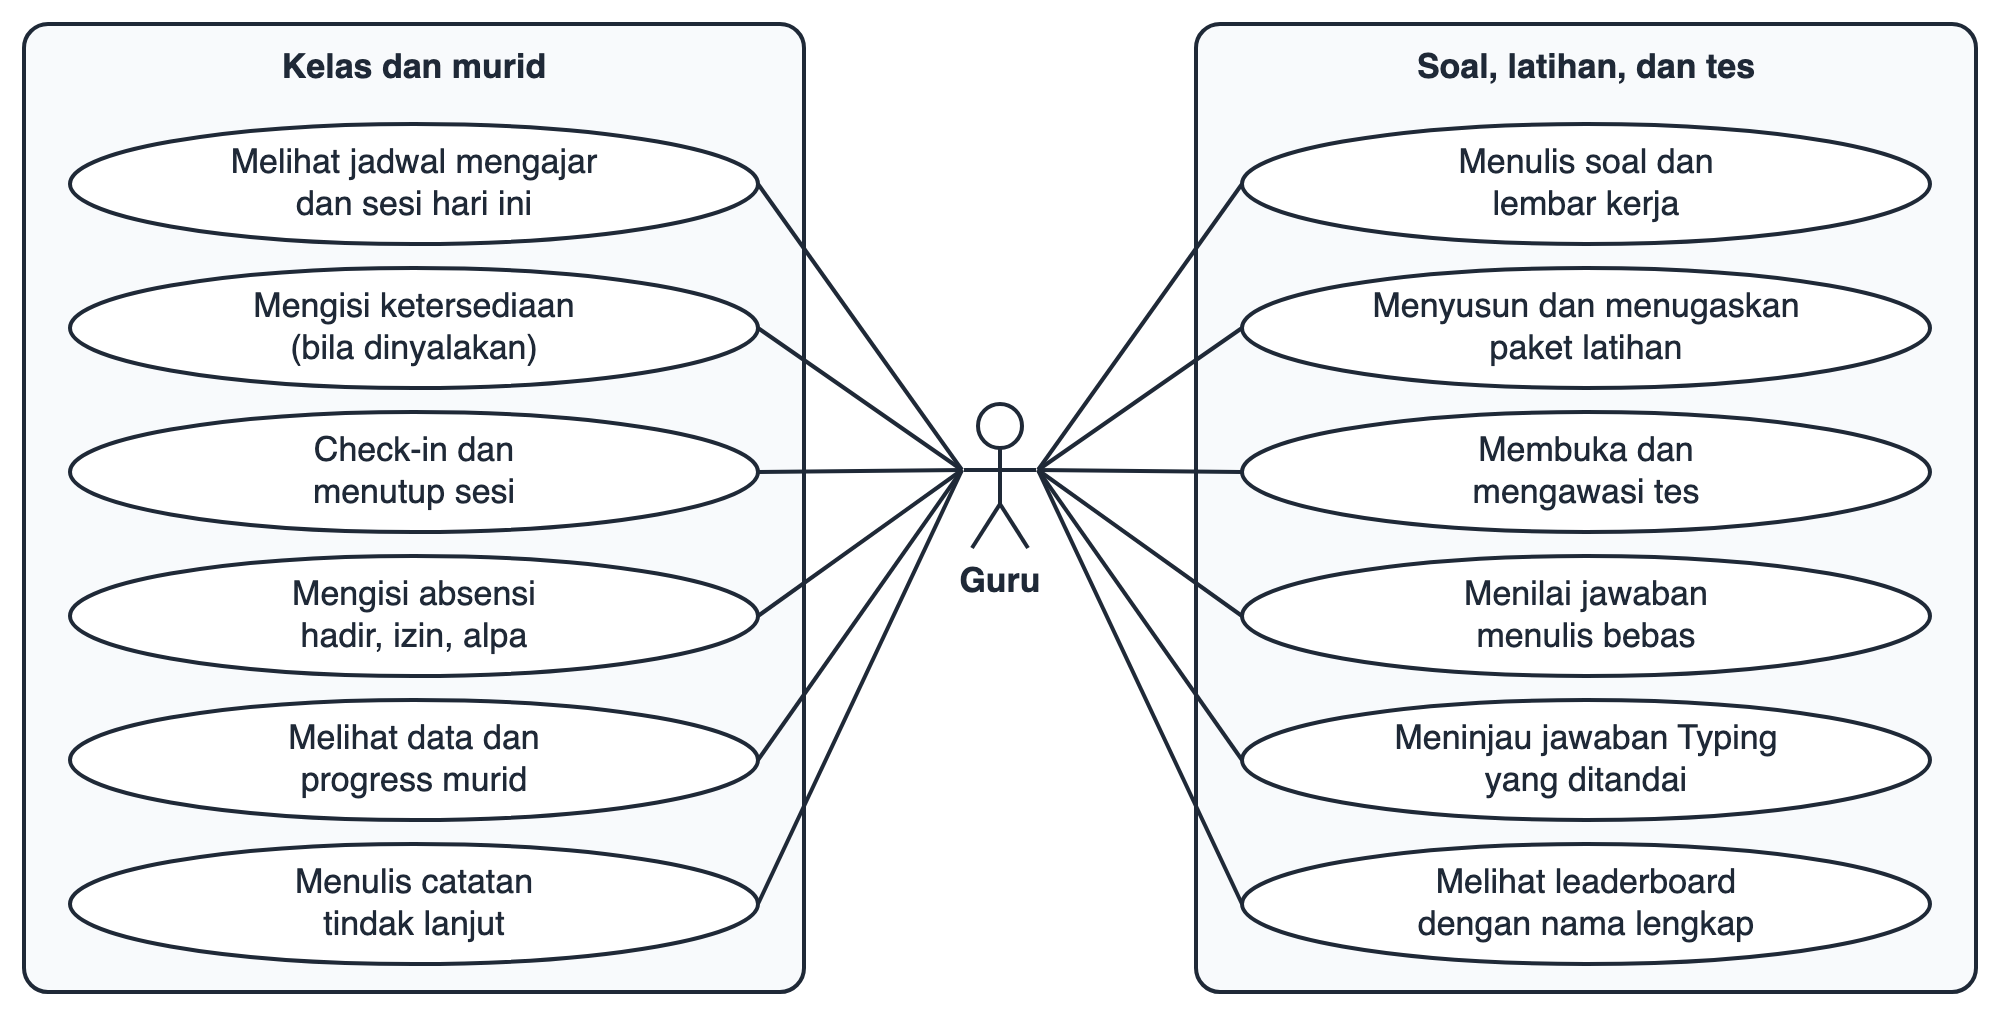 Kelas dan murid
Melihat jadwal mengajar
dan sesi hari ini
Mengisi ketersediaan
(bila dinyalakan)
Check-in dan
menutup sesi
Mengisi absensi
hadir, izin, alpa
Melihat data dan
progress murid
Menulis catatan
tindak lanjut
Guru
Soal, latihan, dan tes
Menulis soal dan
lembar kerja
Menyusun dan menugaskan
paket latihan
Membuka dan
mengawasi tes
Menilai jawaban
menulis bebas
Meninjau jawaban Typing
yang ditandai
Melihat leaderboard
dengan nama lengkap